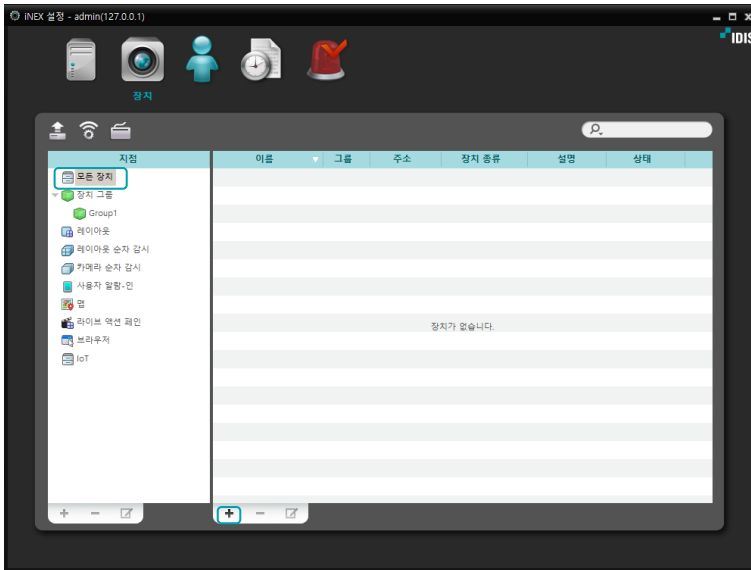 iNEX 설정 - admin(127.0.0.1)
IDIS
장치
지점
이름 그룹 주소 장치 종류 설명 상태
모든 장치
장치 그룹
Group1
레이아웃
레이아웃 순자 감시
카메라 순자 감시
사용자 알람-인
맵
라이브 액션 페인
브라우저
IoT
장치가 없습니다.